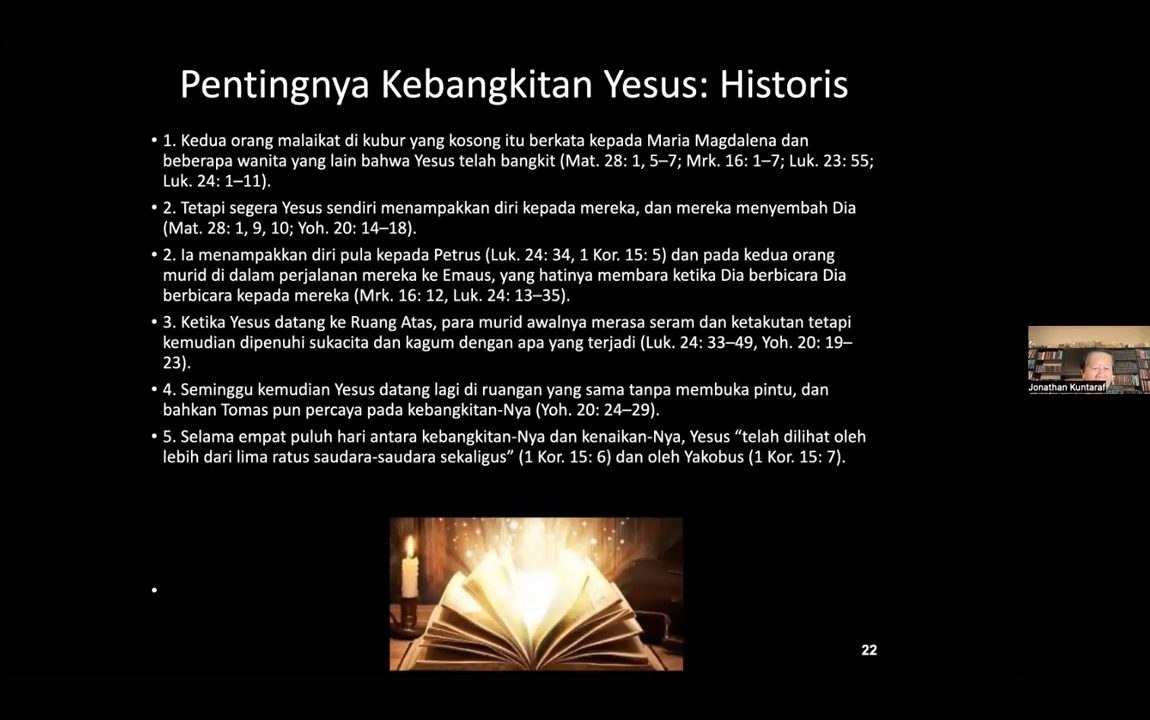 Pentingnya Kebangkitan Yesus: Historis
• 1. Kedua orang malaikat di kubur yang kosong itu berkata kepada Maria Magdalena dan
beberapa wanita yang lain bahwa Yesus telah bangkit (Mat. 28: 1, 5–7; Mrk. 16: 1–7; Luk. 23: 55;
Luk. 24: 1–11).
• 2. Tetapi segera Yesus sendiri menampakkan diri kepada mereka, dan mereka menyembah Dia
(Mat. 28: 1, 9, 10; Yoh. 20: 14–18).
• 2. Ia menampakkan diri pula kepada Petrus (Luk. 24: 34, 1 Kor. 15: 5) dan pada kedua orang
murid di dalam perjalanan mereka ke Emaus, yang hatinya membara ketika Dia berbicara Dia
berbicara kepada mereka (Mrk. 16: 12, Luk. 24: 13–35).
• 3. Ketika Yesus datang ke Ruang Atas, para murid awalnya merasa seram dan ketakutan tetapi
kemudian dipenuhi sukacita dan kagum dengan apa yang terjadi (Luk. 24: 33–49, Yoh. 20: 19–
23).
• 4. Seminggu kemudian Yesus datang lagi di ruangan yang sama tanpa membuka pintu, dan
bahkan Tomas pun percaya pada kebangkitan-Nya (Yoh. 20: 24–29).
• 5. Selama empat puluh hari antara kebangkitan-Nya dan kenaikan-Nya, Yesus “telah dilihat oleh
lebih dari lima ratus saudara-saudara sekaligus” (1 Kor. 15: 6) dan oleh Yakobus (1 Kor. 15: 7).
•
22
Jonathan Kuntaraf